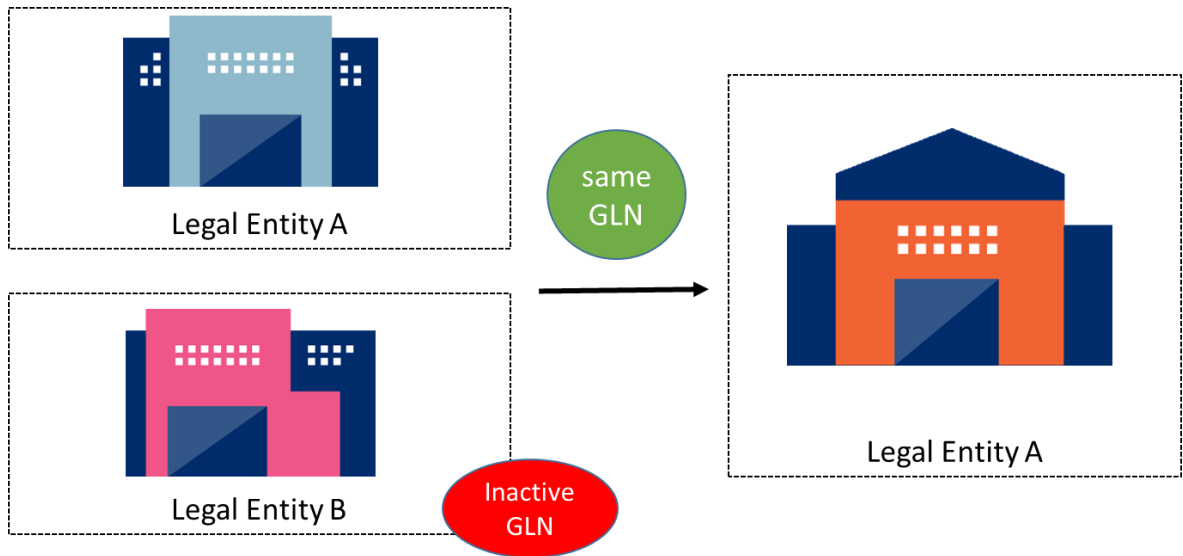 Legal Entity A
same
GLN
Legal Entity B
Inactive
GLN
Legal Entity A